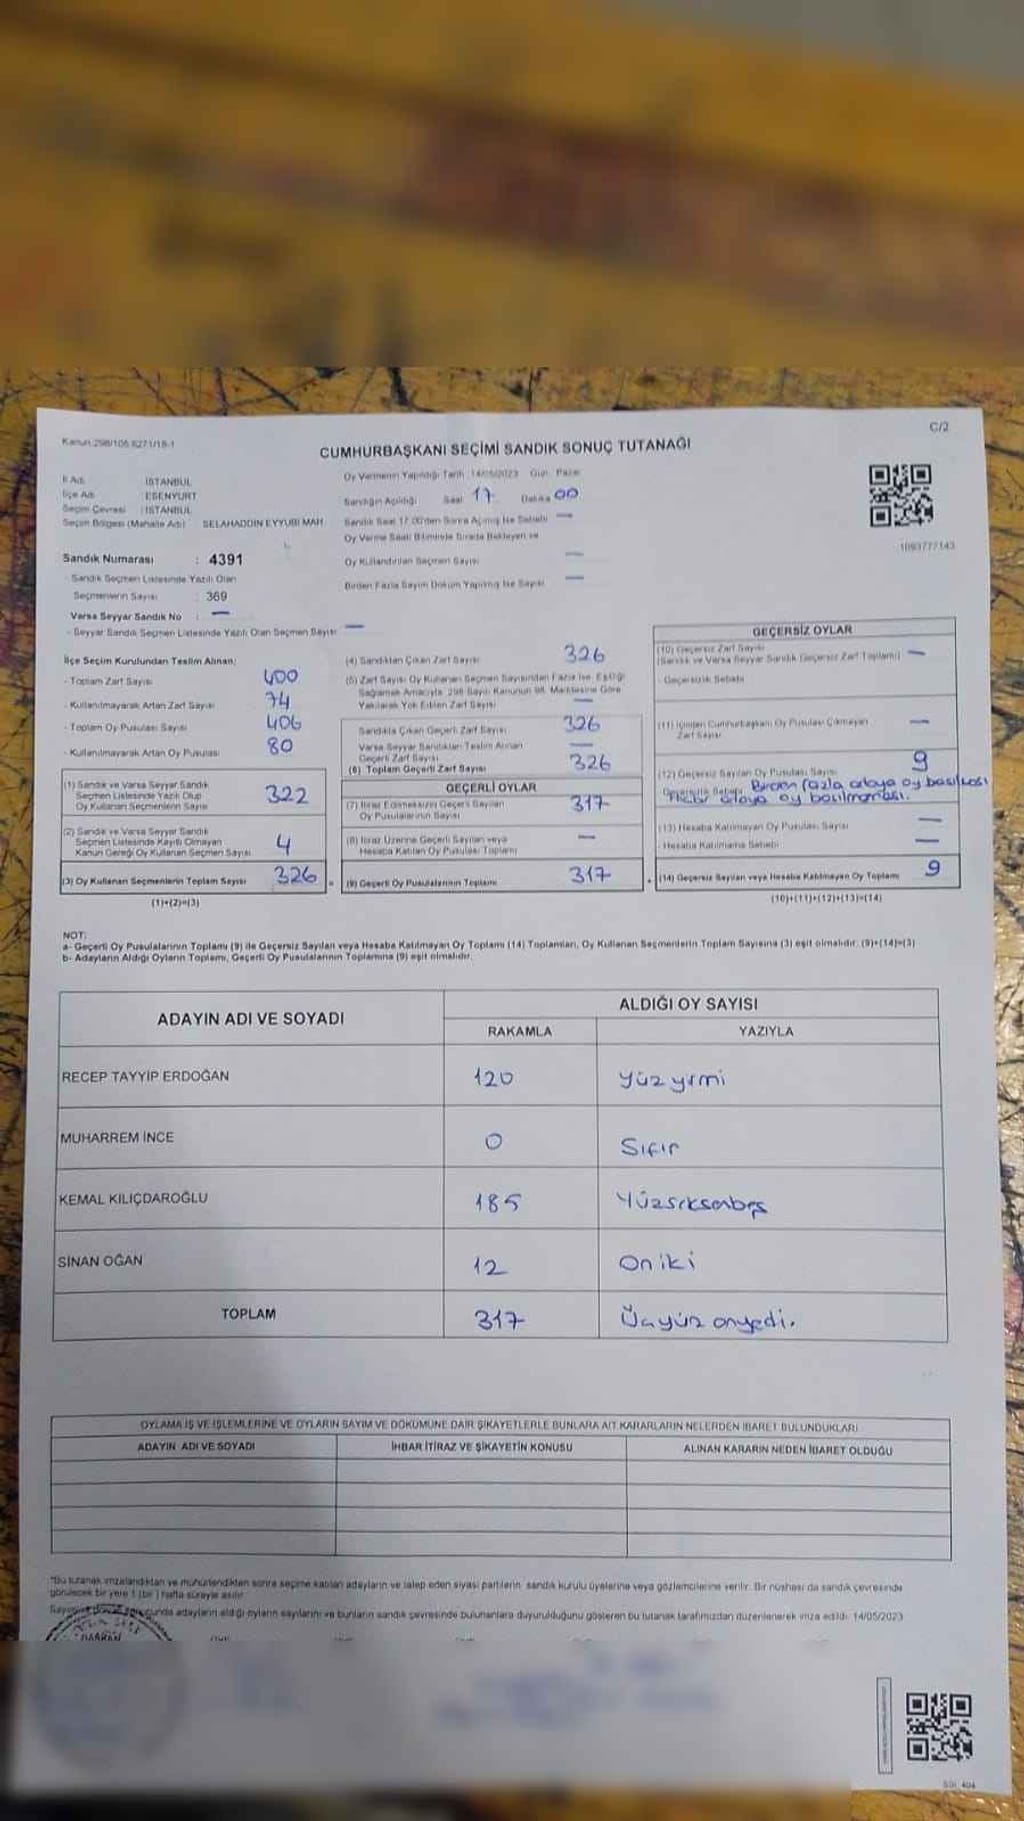 Kanun 298/105 6271/18-1
C/2
CUMHURBAŞKANI SEÇİMİ SANDIK SONUÇ TUTANAĞI
İl Adı : İSTANBUL
İlçe Adı : ESENYURT
Seçim Çevresi : İSTANBUL
Seçim Bölgesi (Mahalle Adı) SELAHADDİN EYYUBİ MAH
Oy Vermenin Yapıldığı Tarih 14/05/2023 Gün Pazar
Sandığın Açıldığı Saat 17 Dakika 00
Sandık Saat 17.00'den Sonra Açılmış İse Sebebi —
Oy Verme Saati Bitiminde Sırada Bekleyen ve
Oy Kullandırılan Seçmen Sayısı —
Birden Fazla Sayım Döküm Yapılmış İse Sayısı —
1093777143
Sandık Numarası : 4391
- Sandık Seçmen Listesinde Yazılı Olan
Seçmenlerin Sayısı : 369
Varsa Seyyar Sandık No : —
- Seyyar Sandık Seçmen Listesinde Yazılı Olan Seçmen Sayısı —
İlçe Seçim Kurulundan Teslim Alınan;
- Toplam Zarf Sayısı 400
- Kullanılmayarak Artan Zarf Sayısı 74
- Toplam Oy Pusulası Sayısı 406
- Kullanılmayarak Artan Oy Pusulası 80
(1) Sandık ve Varsa Seyyar Sandık
Seçmen Listesinde Yazılı Olup
Oy Kullanan Seçmenlerin Sayısı 322
(2) Sandık ve Varsa Seyyar Sandık
Seçmen Listesinde Kayıtlı Olmayan
Kanun Gereği Oy Kullanan Seçmen Sayısı 4
(3) Oy Kullanan Seçmenlerin Toplam Sayısı 326 =
(1)+(2)=(3)
(4) Sandıktan Çıkan Zarf Sayısı 326
(5) Zarf Sayısı Oy Kullanan Seçmen Sayısından Fazla İse, Eşitliği
Sağlamak Amacıyla, 298 Sayılı Kanunun 98. Maddesine Göre
Yakılarak Yok Edilen Zarf Sayısı —
Sandıkta Çıkan Geçerli Zarf Sayısı 326
Varsa Seyyar Sandıktan Teslim Alınan
Geçerli Zarf Sayısı —
(6) Toplam Geçerli Zarf Sayısı 326
GEÇERLİ OYLAR
(7) İtiraz Edilmeksizin Geçerli Sayılan
Oy Pusulalarının Sayısı 317
(8) İtiraz Üzerine Geçerli Sayılan veya
Hesaba Katılan Oy Pusulası Toplamı —
(9) Geçerli Oy Pusulalarının Toplamı 317 +
GEÇERSİZ OYLAR
(10) Geçersiz Zarf Sayısı
(Sandık ve Varsa Seyyar Sandık Geçersiz Zarf Toplamı) —
- Geçersizlik Sebebi
(11) İçinden Cumhurbaşkanı Oy Pusulası Çıkmayan
Zarf Sayısı —
(12) Geçersiz Sayılan Oy Pusulası Sayısı 9
Geçersizlik Sebebi Birden fazla adaya oy basılması
adaya oy basılmaması.
(13) Hesaba Katılmayan Oy Pusulası Sayısı —
- Hesaba Katılmama Sebebi —
(14) Geçersiz Sayılan veya Hesaba Katılmayan Oy Toplamı 9
(10)+(11)+(12)+(13)=(14)
NOT:
a- Geçerli Oy Pusulalarının Toplamı (9) ile Geçersiz Sayılan veya Hesaba Katılmayan Oy Toplamı (14) Toplamları, Oy Kullanan Seçmenlerin Toplam Sayısına (3) eşit olmalıdır. (9)+(14)=(3)
b- Adayların Aldığı Oyların Toplamı, Geçerli Oy Pusulalarının Toplamına (9) eşit olmalıdır.
ADAYIN ADI VE SOYADI
ALDIĞI OY SAYISI
RAKAMLA YAZIYLA
RECEP TAYYİP ERDOĞAN 120 Yüz yirmi
MUHARREM İNCE 0 Sıfır
KEMAL KILIÇDAROĞLU 185 Yüzseksenbeş
SİNAN OĞAN 12 Oniki
TOPLAM 317 Üçyüz onyedi.
OYLAMA İŞ VE İŞLEMLERİNE VE OYLARIN SAYIM VE DÖKÜMÜNE DAİR ŞİKAYETLERLE BUNLARA AİT KARARLARIN NELERDEN İBARET BULUNDUKLARI
ADAYIN ADI VE SOYADI İHBAR İTİRAZ VE ŞİKAYETİN KONUSU ALINAN KARARIN NEDEN İBARET OLDUĞU
"Bu tutanak imzalandıktan ve mühürlendikten sonra seçime katılan adayların ve talep eden siyasi partilerin sandık kurulu üyelerine veya gözlemcilerine verilir. Bir nüshası da sandık çevresinde
görülecek bir yere 1 (bir) hafta süreyle asılır.
adayların aldığı oyların sayılarını ve bunların sandık çevresinde bulunanlara duyurulduğunu gösteren bu tutanak tarafımızdan düzenlenerek imza edildi. 14/05/2023
BAŞKAN